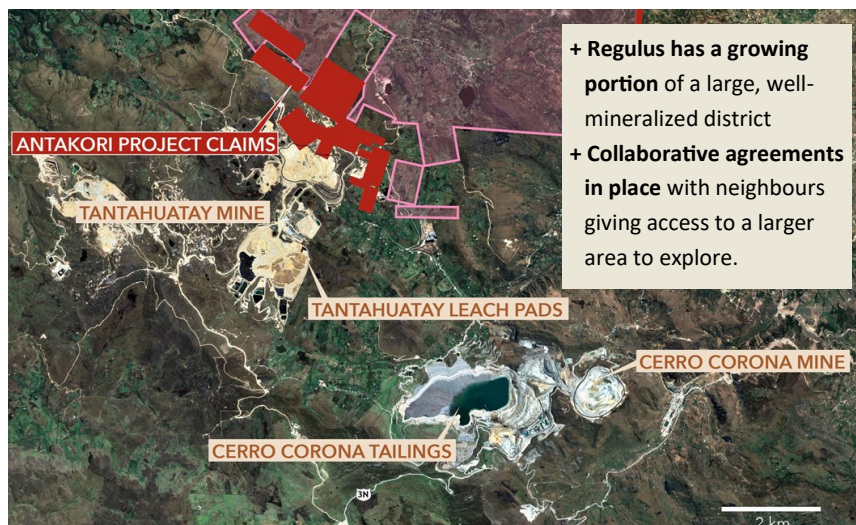 + Regulus has a growing
portion of a large, well-
mineralized district
+ Collaborative agreements
in place with neighbours
giving access to a larger
area to explore.
ANTAKORI PROJECT CLAIMS
TANTAHUATAY MINE
TANTAHUATAY LEACH PADS
CERRO CORONA MINE
CERRO CORONA TAILINGS
3N
2 km